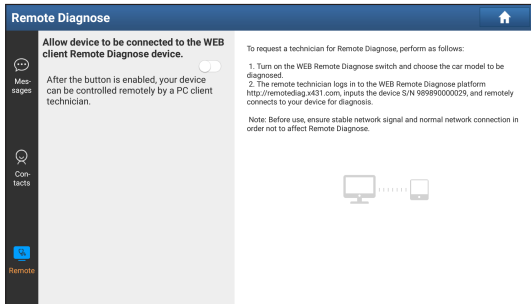 Remote Diagnose
Mes-
sages
Con-
tacts
Remote
Allow device to be connected to the WEB
client Remote Diagnose device.
After the button is enabled, your device
can be controlled remotely by a PC client
technician.
To request a technician for Remote Diagnose, perform as follows:
1. Turn on the WEB Remote Diagnose switch and choose the car model to be
diagnosed.
2. The remote technician logs in to the WEB Remote Diagnose platform
http://remotediag.x431.com, inputs the device S/N 989890000029, and remotely
connects to your device for diagnosis.
Note: Before use, ensure stable network signal and normal network connection in
order not to affect Remote Diagnose.